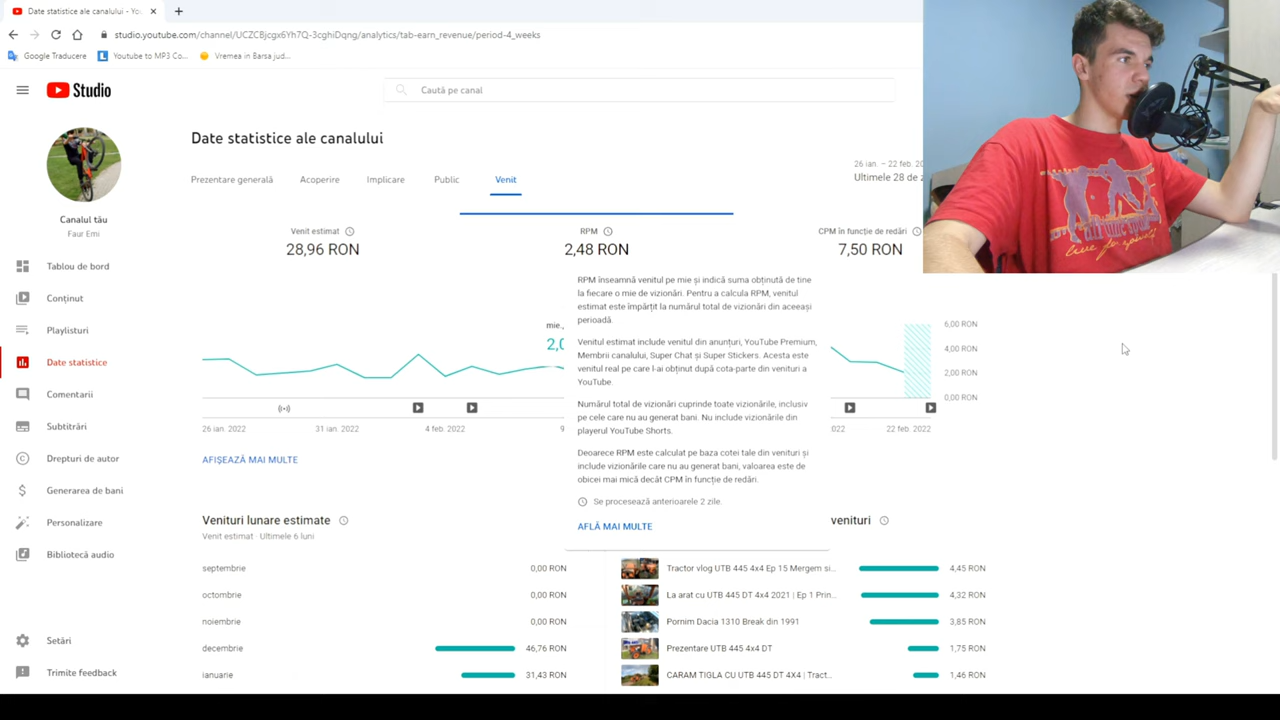 Date statistice ale canalului - Yo
studio.youtube.com/channel/UCZCBjcgx6Yh7Q-3cghiDqng/analytics/tab-earn_revenue/period-4_weeks
Google Traducere
Youtube to MP3 Co...
Vremea in Barsa jud...
Studio
Caută pe canal
Canalul tău
Faur Emi
Tablou de bord
Conținut
Playlisturi
Date statistice
Comentarii
Subtitrări
Drepturi de autor
Generarea de bani
Personalizare
Bibliotecă audio
Setări
Trimite feedback
Date statistice ale canalului
Prezentare generală
Acoperire
Implicare
Public
Venit
26 ian. – 22 feb. 20
Ultimele 28 de z
Venit estimat
28,96 RON
RPM
2,48 RON
CPM în funcție de redări
7,50 RON
RPM înseamnă venitul pe mie și indică suma obținută de tine
la fiecare o mie de vizionări. Pentru a calcula RPM, venitul
estimat este împărțit la numărul total de vizionări din aceeași
perioadă.
Venitul estimat include venitul din anunțuri, YouTube Premium,
Membrii canalului, Super Chat și Super Stickers. Acesta este
venitul real pe care l-ai obținut după cota-parte din venituri a
YouTube.
Numărul total de vizionări cuprinde toate vizionările, inclusiv
pe cele care nu au generat bani. Nu include vizionările din
playerul YouTube Shorts.
Deoarece RPM este calculat pe baza cotei tale din venituri și
include vizionările care nu au generat bani, valoarea este de
obicei mai mică decât CPM în funcție de redări.
Se procesează anterioarele 2 zile.
AFLĂ MAI MULTE
mie.,
2,0
6,00 RON
4,00 RON
2,00 RON
0,00 RON
26 ian. 2022
31 ian. 2022
4 feb. 2022
9
022
22 feb. 2022
AFIȘEAZĂ MAI MULTE
Venituri lunare estimate
Venit estimat · Ultimele 6 luni
septembrie 0,00 RON
octombrie 0,00 RON
noiembrie 0,00 RON
decembrie 46,76 RON
ianuarie 31,43 RON
venituri
Tractor vlog UTB 445 4x4 Ep 15 Mergem si... 4,45 RON
La arat cu UTB 445 DT 4x4 2021 | Ep 1 Prin... 4,32 RON
Pornim Dacia 1310 Break din 1991 3,85 RON
Prezentare UTB 445 4x4 DT 1,75 RON
CARAM TIGLA CU UTB 445 DT 4X4 | Tract... 1,46 RON